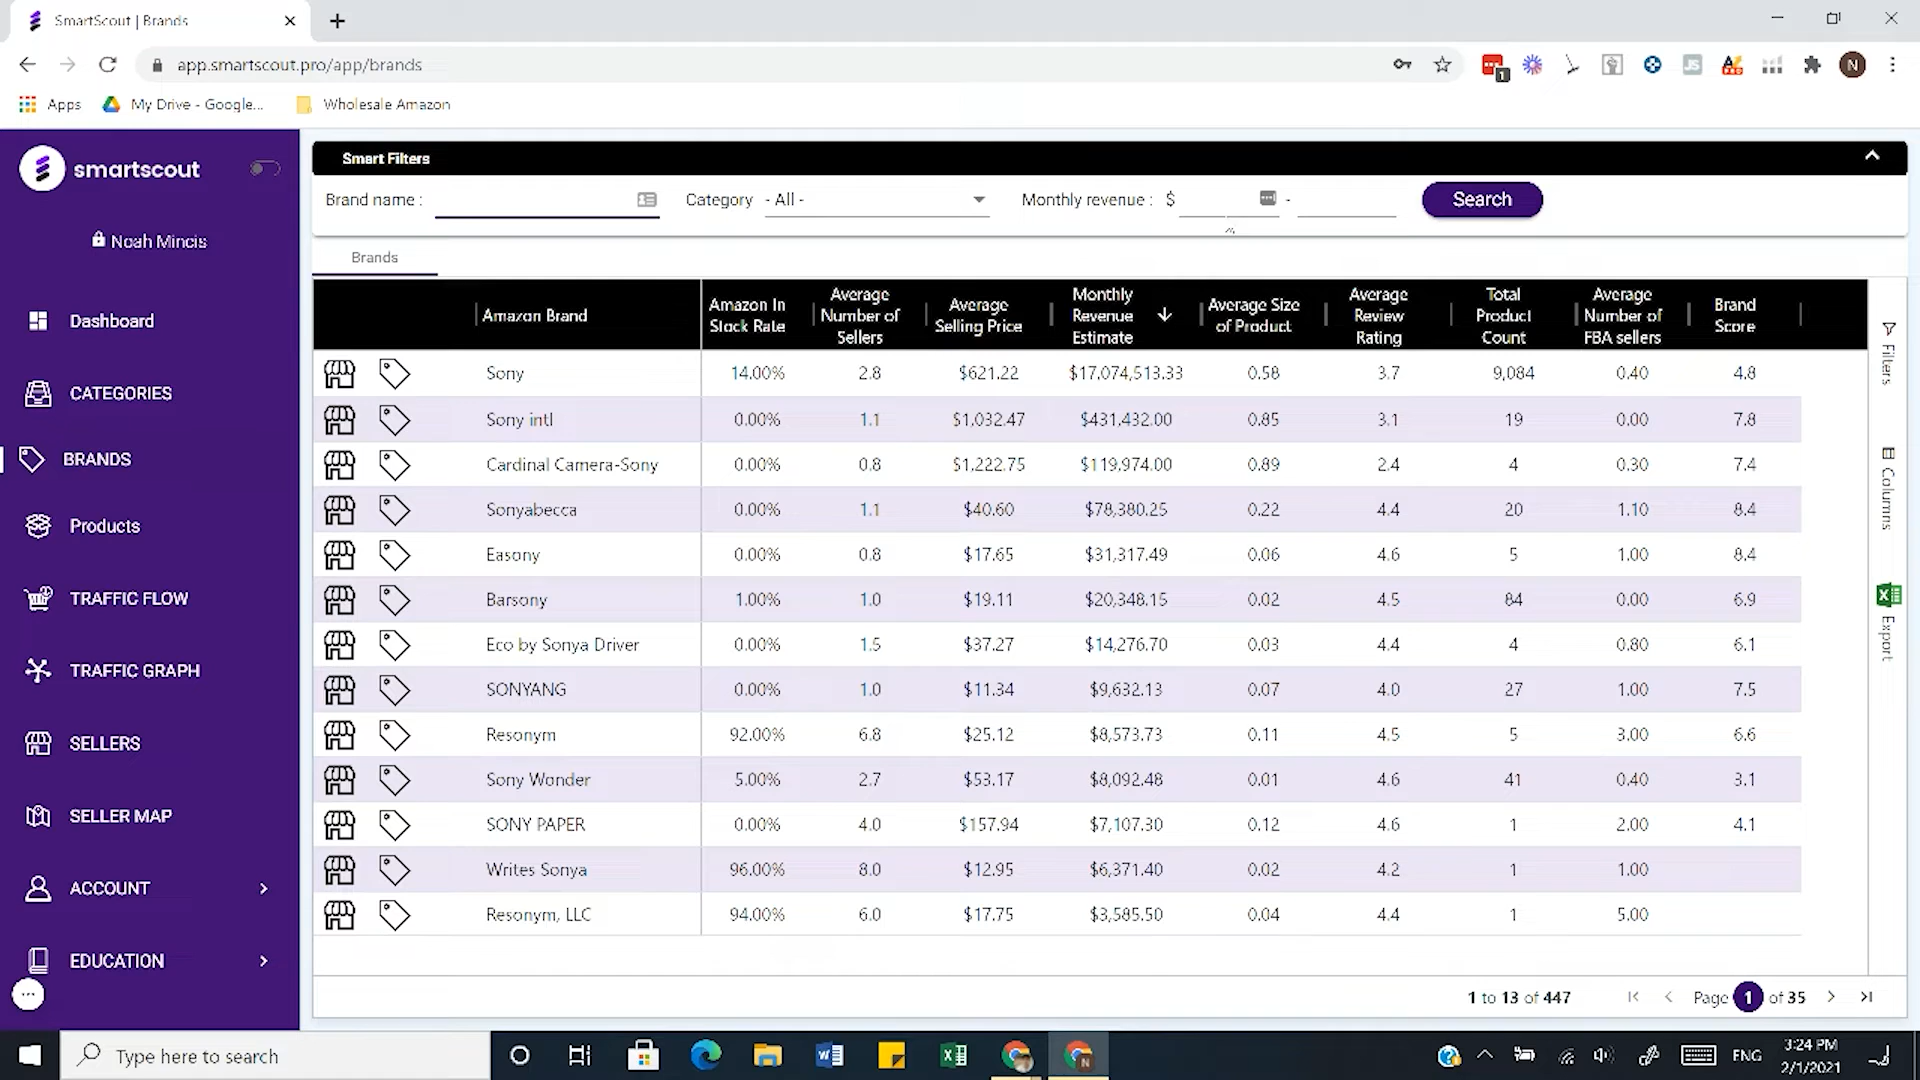 SmartScout | Brands
app.smartscout.pro/app/brands
1 JS PRO N
Apps My Drive - Google... Wholesale Amazon
smartscout
Noah Mincis
Dashboard
CATEGORIES
BRANDS
Products
TRAFFIC FLOW
TRAFFIC GRAPH
SELLERS
SELLER MAP
ACCOUNT
EDUCATION
Smart Filters
Brand name : Category - All - Monthly revenue : $ - Search
Brands
Amazon Brand Amazon In Stock Rate Average Number of Sellers Average Selling Price Monthly Revenue Estimate Average Size of Product Average Review Rating Total Product Count Average Number of FBA sellers Brand Score
Sony 14.00% 2.8 $621.22 $17,074,513.33 0.58 3.7 9,084 0.40 4.8
Sony intl 0.00% 1.1 $1,032.47 $431,432.00 0.85 3.1 19 0.00 7.8
Cardinal Camera-Sony 0.00% 0.8 $1,222.75 $119,974.00 0.89 2.4 4 0.30 7.4
Sonyabecca 0.00% 1.1 $40.60 $78,380.25 0.22 4.4 20 1.10 8.4
Easony 0.00% 0.8 $17.65 $31,317.49 0.06 4.6 5 1.00 8.4
Barsony 1.00% 1.0 $19.11 $20,348.15 0.02 4.5 84 0.00 6.9
Eco by Sonya Driver 0.00% 1.5 $37.27 $14,276.70 0.03 4.4 4 0.80 6.1
SONYANG 0.00% 1.0 $11.34 $9,632.13 0.07 4.0 27 1.00 7.5
Resonym 92.00% 6.8 $25.12 $8,573.73 0.11 4.5 5 3.00 6.6
Sony Wonder 5.00% 2.7 $53.17 $8,092.48 0.01 4.6 41 0.40 3.1
SONY PAPER 0.00% 4.0 $157.94 $7,107.30 0.12 4.6 1 2.00 4.1
Writes Sonya 96.00% 8.0 $12.95 $6,371.40 0.02 4.2 1 1.00
Resonym, LLC 94.00% 6.0 $17.75 $3,585.50 0.04 4.4 1 5.00
Filters
Columns
Export
1 to 13 of 447 Page 1 of 35
Type here to search
ENG
3:24 PM
2/1/2021